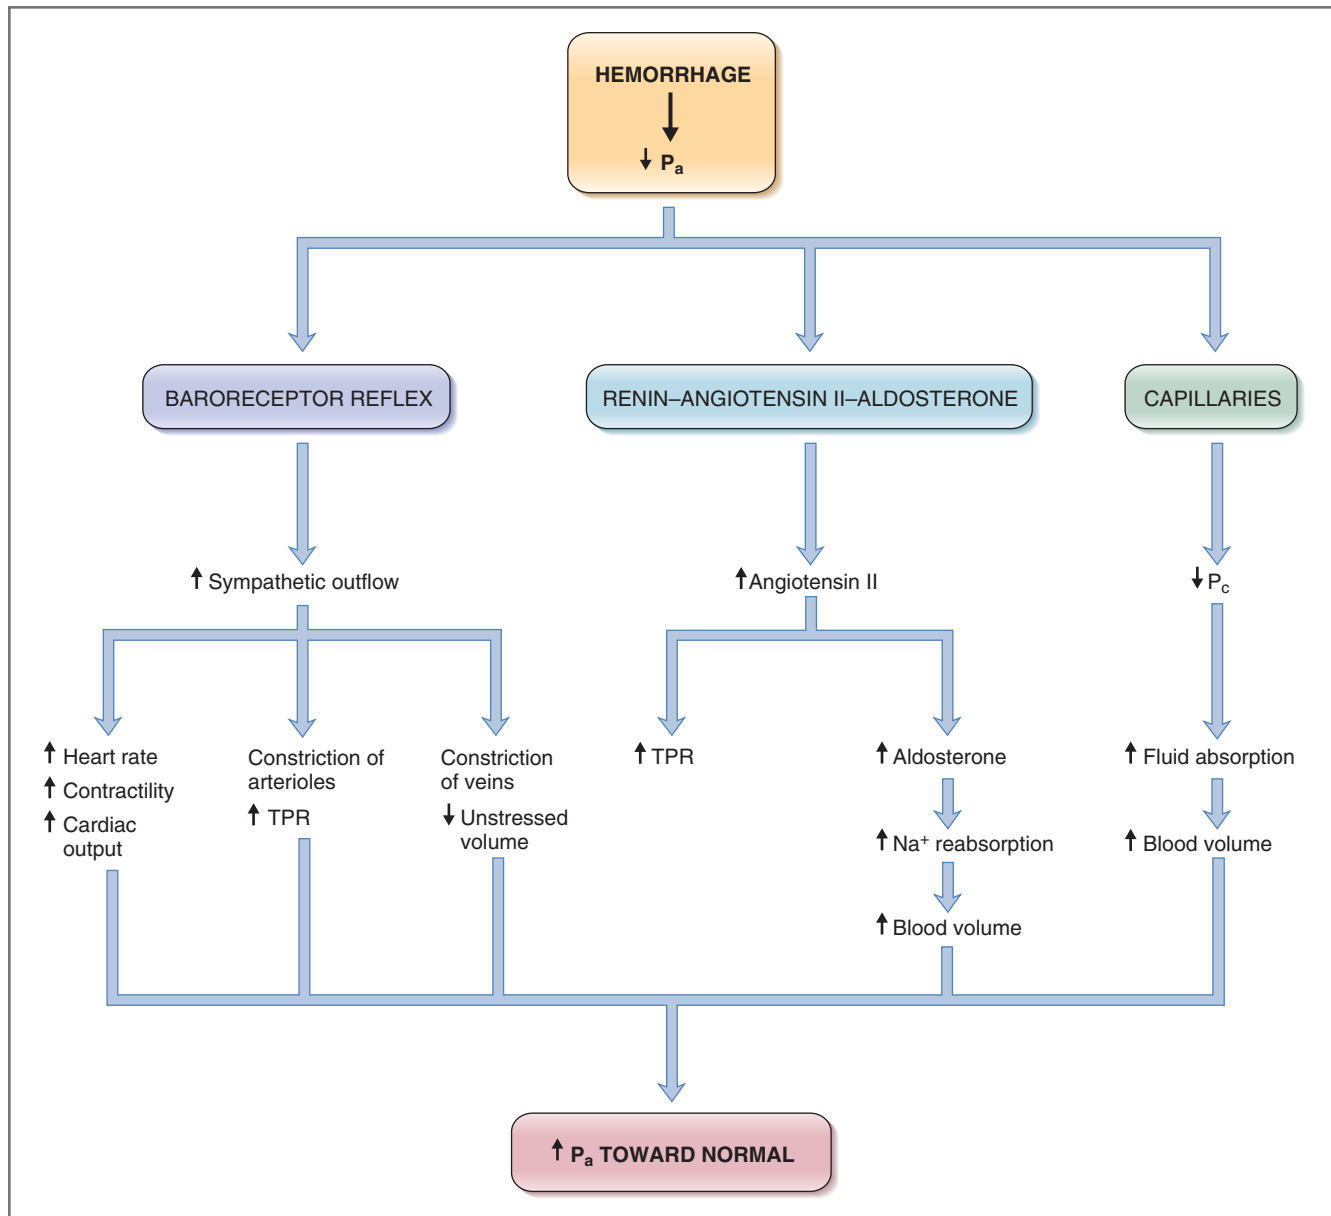 HEMORRHAGE
↓ Pa
BARORECEPTOR REFLEX
RENIN–ANGIOTENSIN II–ALDOSTERONE
CAPILLARIES
↑ Sympathetic outflow
↑ Angiotensin II
↓ Pc
↑ Heart rate
↑ Contractility
↑ Cardiac
output
Constriction of
arterioles
↑ TPR
Constriction
of veins
↓ Unstressed
volume
↑ TPR
↑ Aldosterone
↑ Na⁺ reabsorption
↑ Blood volume
↑ Fluid absorption
↑ Blood volume
↑ Pa TOWARD NORMAL